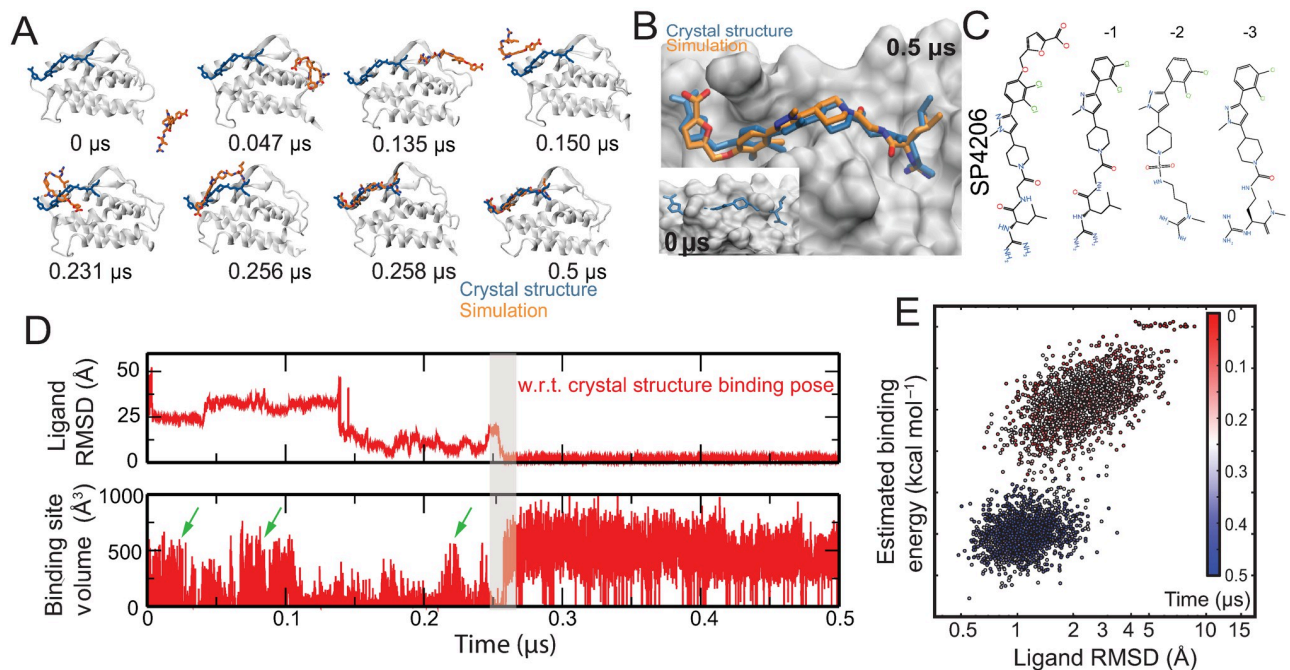 A
0 μs
0.047 μs
0.135 μs
0.150 μs
0.231 μs
0.256 μs
0.258 μs
0.5 μs
Crystal structure
Simulation
B
Crystal structure
Simulation
0.5 μs
0 μs
C
-1
-2
-3
SP4206
D
Ligand
RMSD (Å)
50
25
0
w.r.t. crystal structure binding pose
Binding site
volume (Å³)
1000
500
0
0
0.1
0.2
0.3
0.4
0.5
Time (μs)
E
Estimated binding
energy (kcal mol⁻¹)
0
0.1
0.2
0.3
0.4
0.5
Time (μs)
0.5
1
2
3
4
5
10
15
Ligand RMSD (Å)